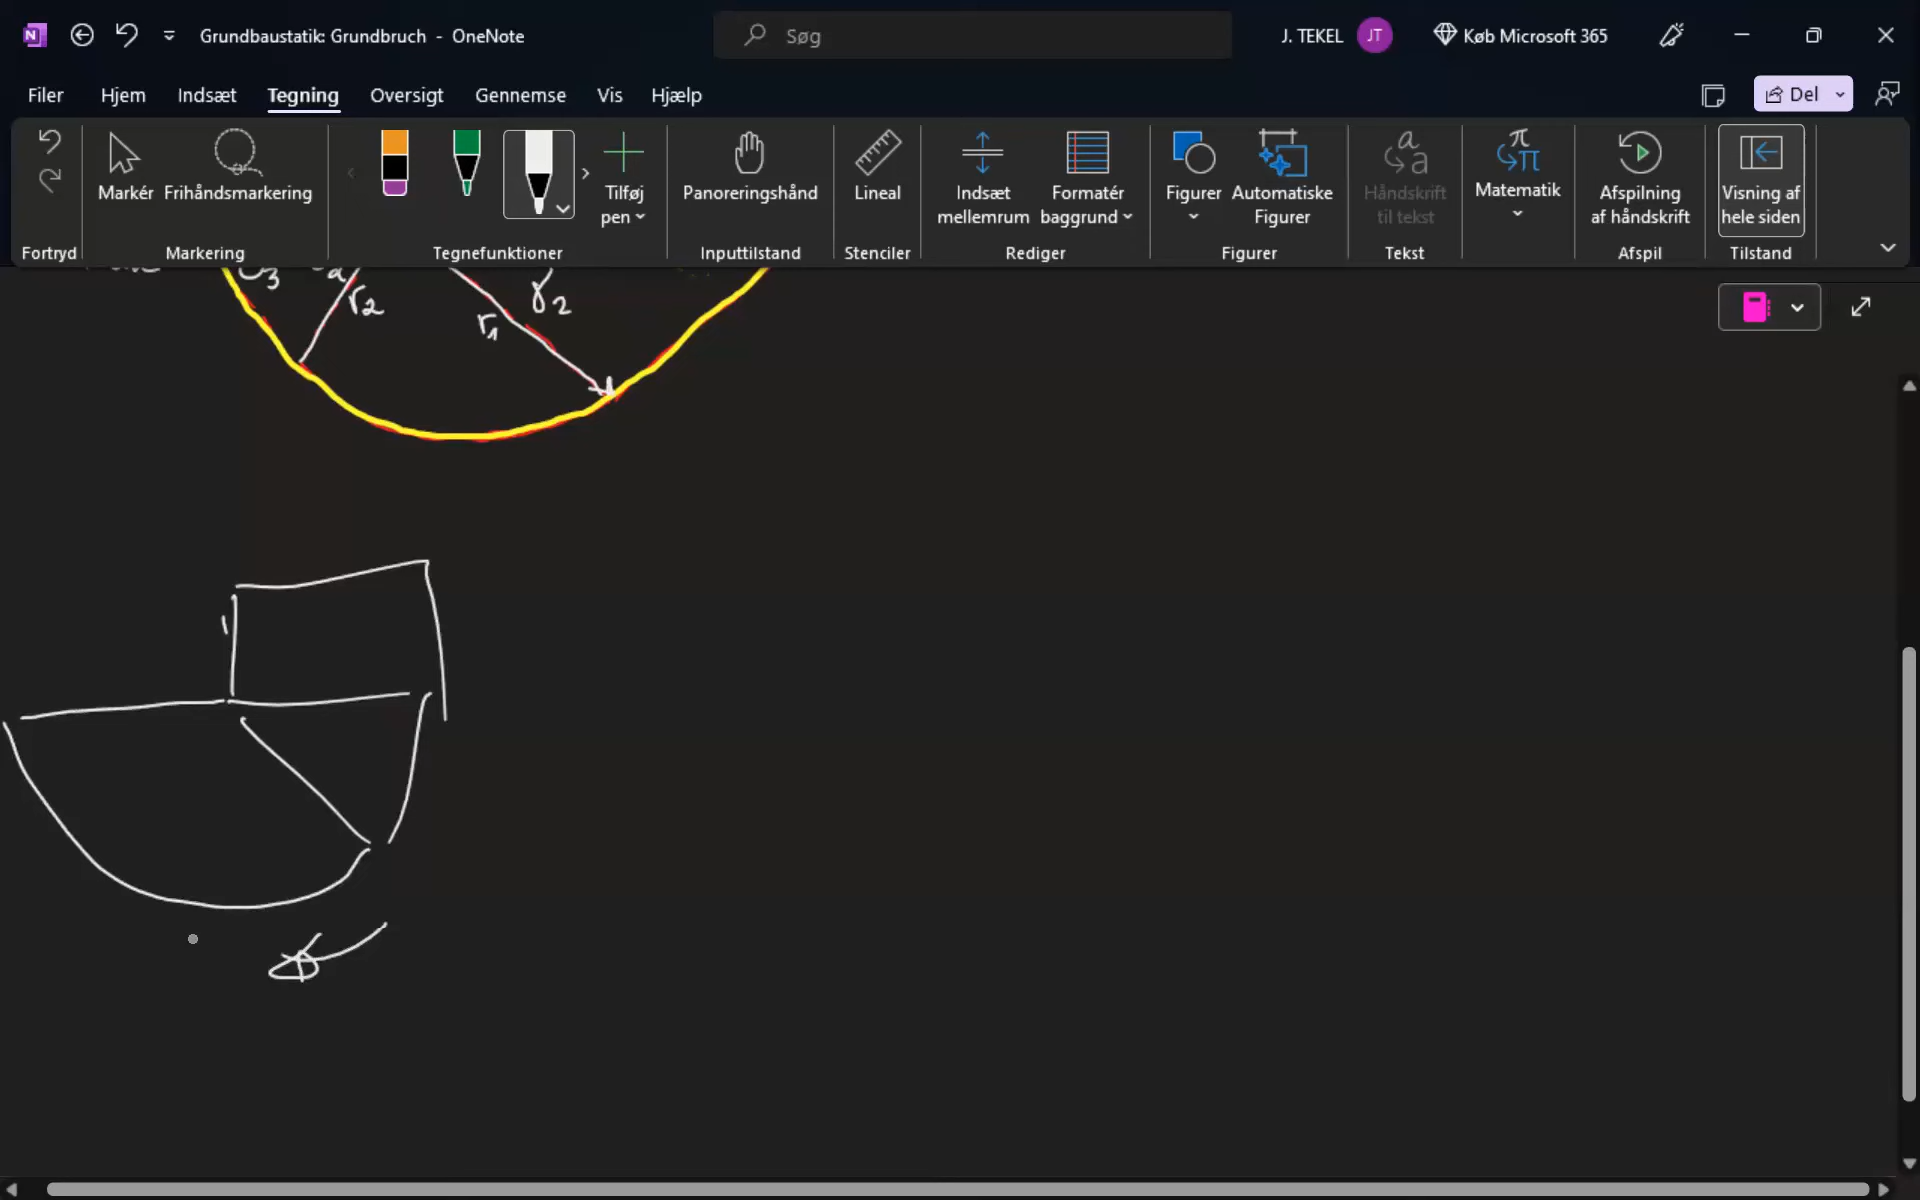 Grundbaustatik: Grundbruch - OneNote
Søg
J. TEKEL
JT
Køb Microsoft 365
Filer
Hjem
Indsæt
Tegning
Oversigt
Gennemse
Vis
Hjælp
Del
Markér
Frihåndsmarkering
Tilføj
pen
Panoreringshånd
Lineal
Indsæt
mellemrum
Formatér
baggrund
Figurer
Automatiske
Figurer
Håndskrift
til tekst
Matematik
Afspilning
af håndskrift
Visning af
hele siden
Fortryd
Markering
Tegnefunktioner
Inputtilstand
Stenciler
Rediger
Figurer
Tekst
Afspil
Tilstand
r₂
r₁
γ₂